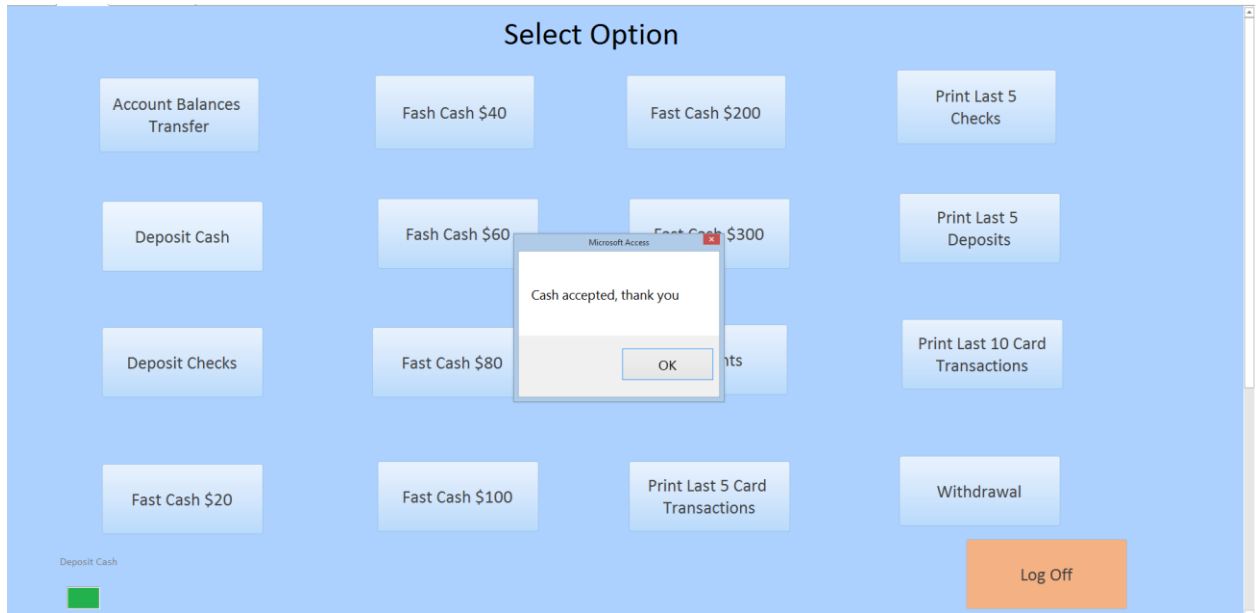 Select Option
Account Balances
Transfer
Fash Cash $40
Fast Cash $200
Print Last 5
Checks
Deposit Cash
Fash Cash $60
Fast Cash $300
Print Last 5
Deposits
Microsoft Access
Cash accepted, thank you
OK
Deposit Checks
Fast Cash $80
Print Last 10 Card
Transactions
Fast Cash $20
Fast Cash $100
Print Last 5 Card
Transactions
Withdrawal
Deposit Cash
Log Off